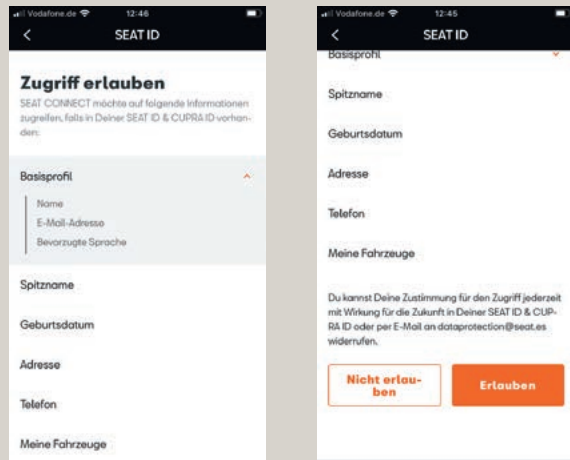 Vodafone.de 12:46
SEAT ID
Zugriff erlauben
SEAT CONNECT möchte auf folgende Informationen
zugreifen, falls in Deiner SEAT ID & CUPRA ID vorhan-
den:
Basisprofil
Name
E-Mail-Adresse
Bevorzugte Sprache
Spitzname
Geburtsdatum
Adresse
Telefon
Meine Fahrzeuge
Vodafone.de 12:45
SEAT ID
Basisprofil
Spitzname
Geburtsdatum
Adresse
Telefon
Meine Fahrzeuge
Du kannst Deine Zustimmung für den Zugriff jederzeit
mit Wirkung für die Zukunft in Deiner SEAT ID & CUP-
RA ID oder per E-Mail an dataprotection@seat.es
widerrufen.
Nicht erlau-
ben
Erlauben